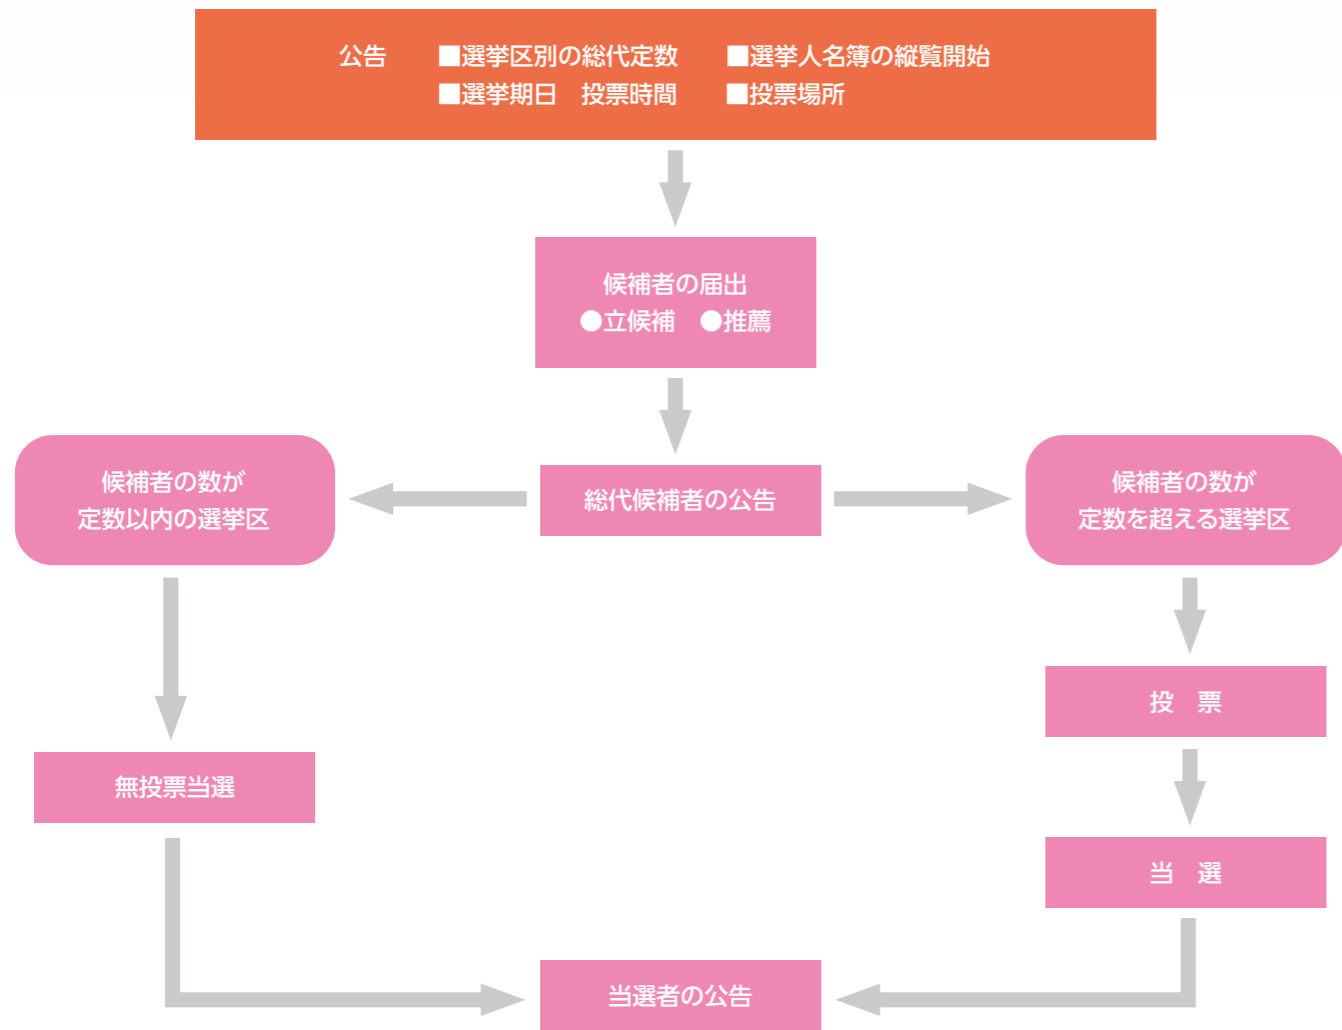 公告　■選挙区別の総代定数　■選挙人名簿の縦覧開始
■選挙期日　投票時間　■投票場所
候補者の届出
●立候補　●推薦
総代候補者の公告
候補者の数が
定数以内の選挙区
候補者の数が
定数を超える選挙区
投　票
無投票当選
当　選
当選者の公告